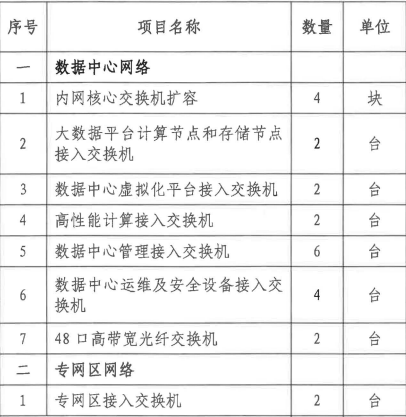 序号 项目名称 数量 单位
一 数据中心网络
1 内网核心交换机扩容 4 块
2 大数据平台计算节点和存储节点
接入交换机 2 台
3 数据中心虚拟化平台接入交换机 2 台
4 高性能计算接入交换机 2 台
5 数据中心管理接入交换机 6 台
6 数据中心运维及安全设备接入交
换机 4 台
7 48口高带宽光纤交换机 2 台
二 专网区网络
1 专网区接入交换机 2 台